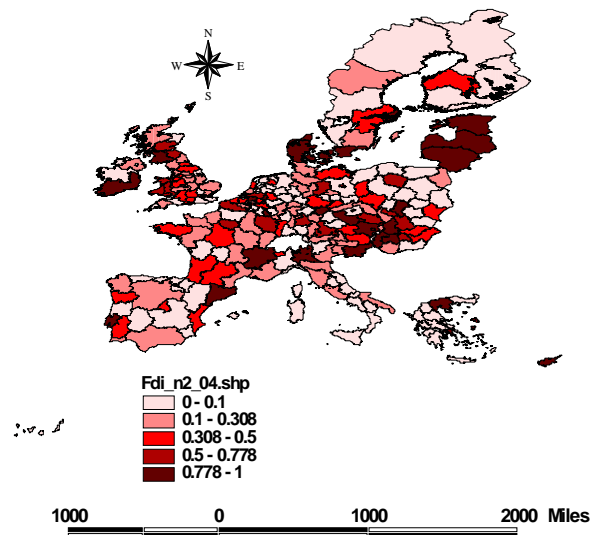 N
W E
S
Fdi_n2_04.shp
0 - 0.1
0.1 - 0.308
0.308 - 0.5
0.5 - 0.778
0.778 - 1
1000 0 1000 2000 Miles